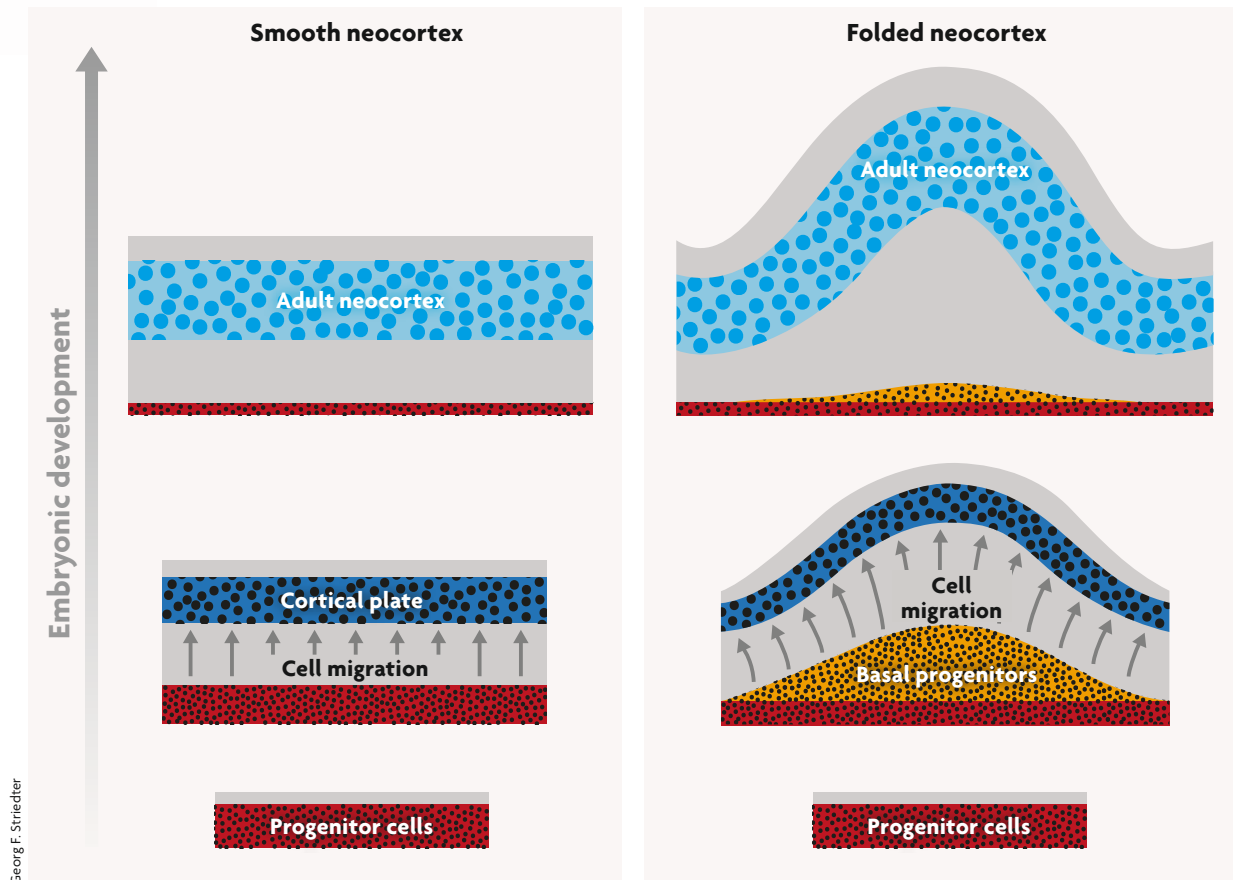 Smooth neocortex
Adult neocortex
Cortical plate
Cell migration
Progenitor cells
Embryonic development
Georg F. Striedter
Folded neocortex
Adult neocortex
Cell
migration
Basal progenitors
Progenitor cells